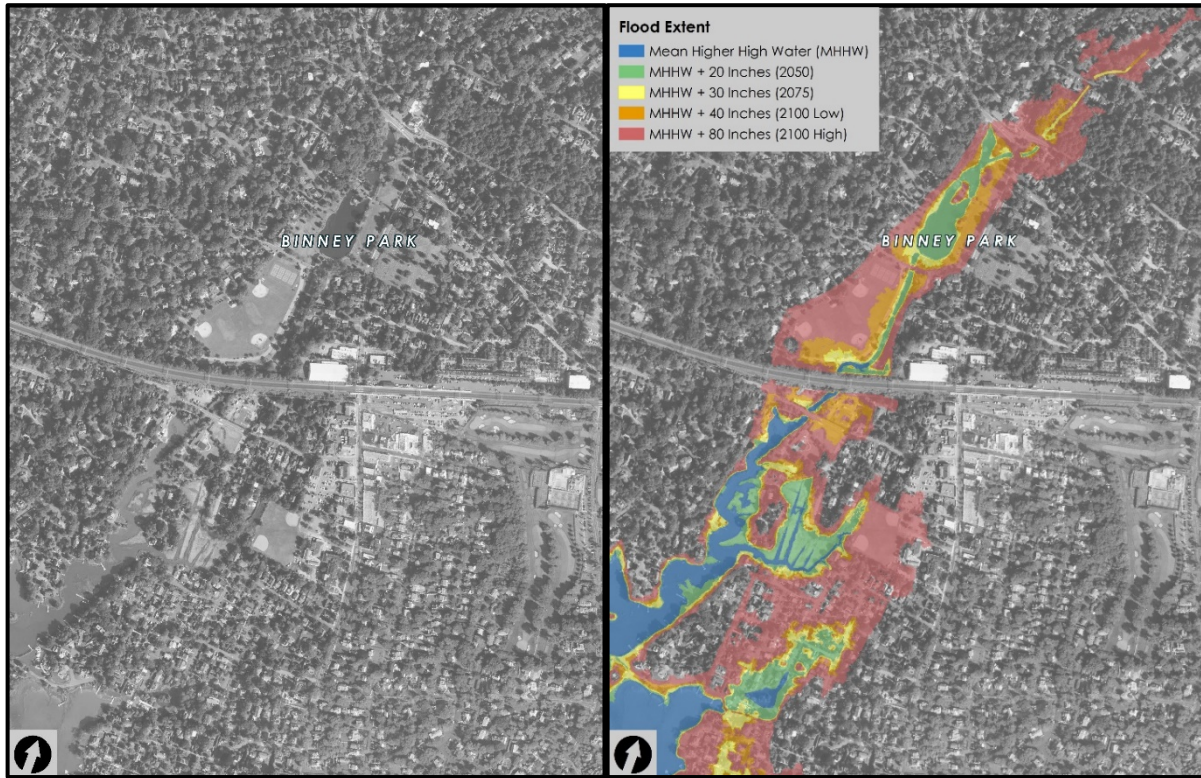 BINNEY PARK
Flood Extent
Mean Higher High Water (MHHW)
MHHW + 20 Inches (2050)
MHHW + 30 Inches (2075)
MHHW + 40 Inches (2100 Low)
MHHW + 80 Inches (2100 High)
BINNEY PARK